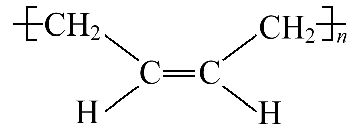 [CH₂ CH₂]ₙ
C=C
H H